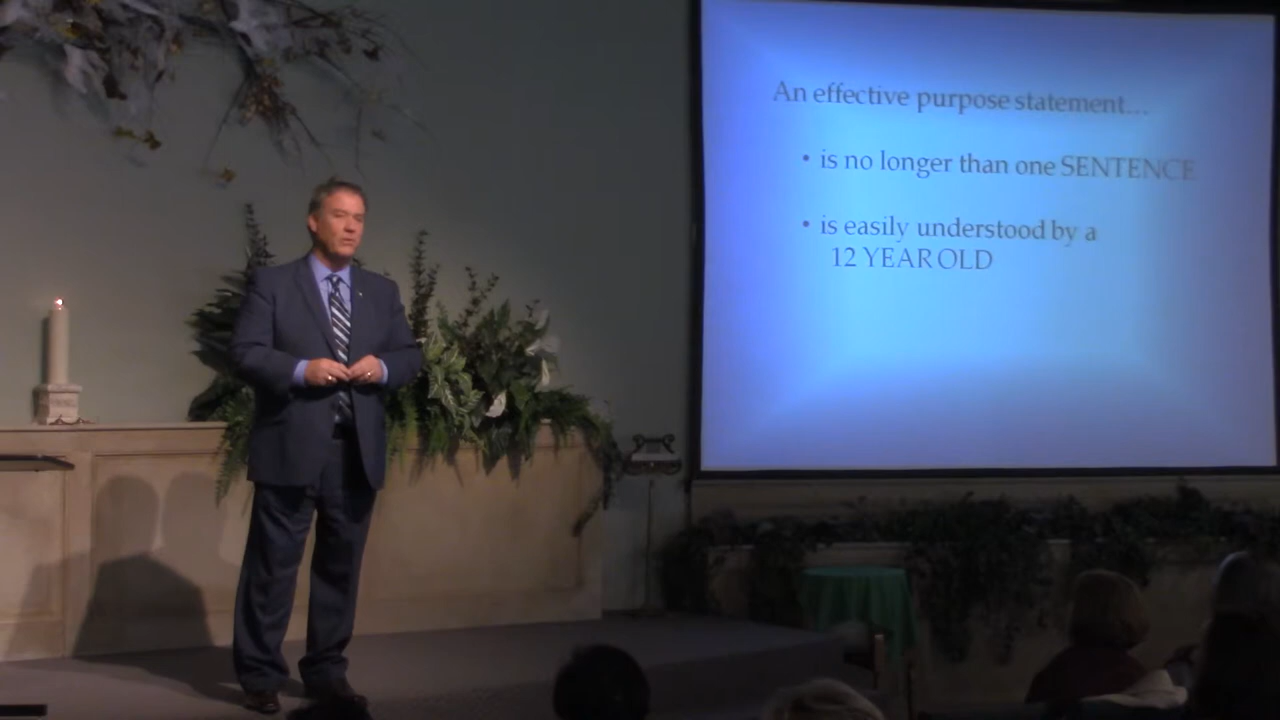 An effective purpose statement...
• is no longer than one SENTENCE
• is easily understood by a
12 YEAR OLD